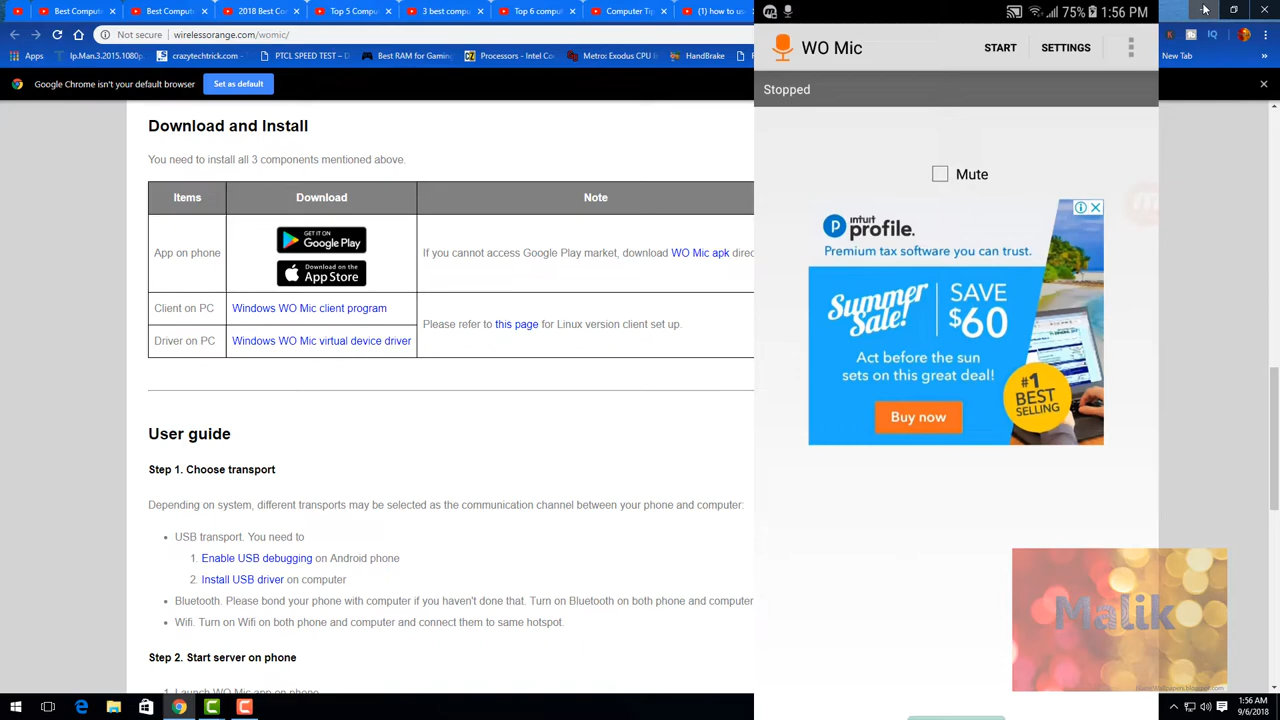 Best Con
Best Com
2018 Best Co
Top 5 Compu
3 best comp
Top 6 compu
Computer Tip
(1) how to us
Not secure | wirelessorange.com/womic/
Apps
Ip.Man.3.2015.1080p
crazytechtrick.com
PTCL SPEED TEST –
Best RAM for Gaming
Processors - Intel Co
Metro: Exodus CPU
HandBrake
New Tab
Google Chrome isn't your default browser
Set as default
Download and Install
You need to install all 3 components mentioned above.
Items Download Note
App on phone
GET IT ON
Google Play
Download on the
App Store
If you cannot access Google Play market, download WO Mic apk direc
Client on PC Windows WO Mic client program
Please refer to this page for Linux version client set up.
Driver on PC Windows WO Mic virtual device driver
User guide
Step 1. Choose transport
Depending on system, different transports may be selected as the communication channel between your phone and computer:
USB transport. You need to
1. Enable USB debugging on Android phone
2. Install USB driver on computer
Bluetooth. Please bond your phone with computer if you haven't done that. Turn on Bluetooth on both phone and computer
Wifi. Turn on Wifi on both phone and computer and connect them to same hotspot.
Step 2. Start server on phone
1. Launch WO Mic app on phone
75% 1:56 PM
WO Mic START SETTINGS
Stopped
Mute
intuit
profile.
Premium tax software you can trust.
Summer
Sale!
SAVE
$60
Act before the sun
sets on this great deal!
#1
BEST
SELLING
Buy now
Malik
1:56 AM
9/6/2018